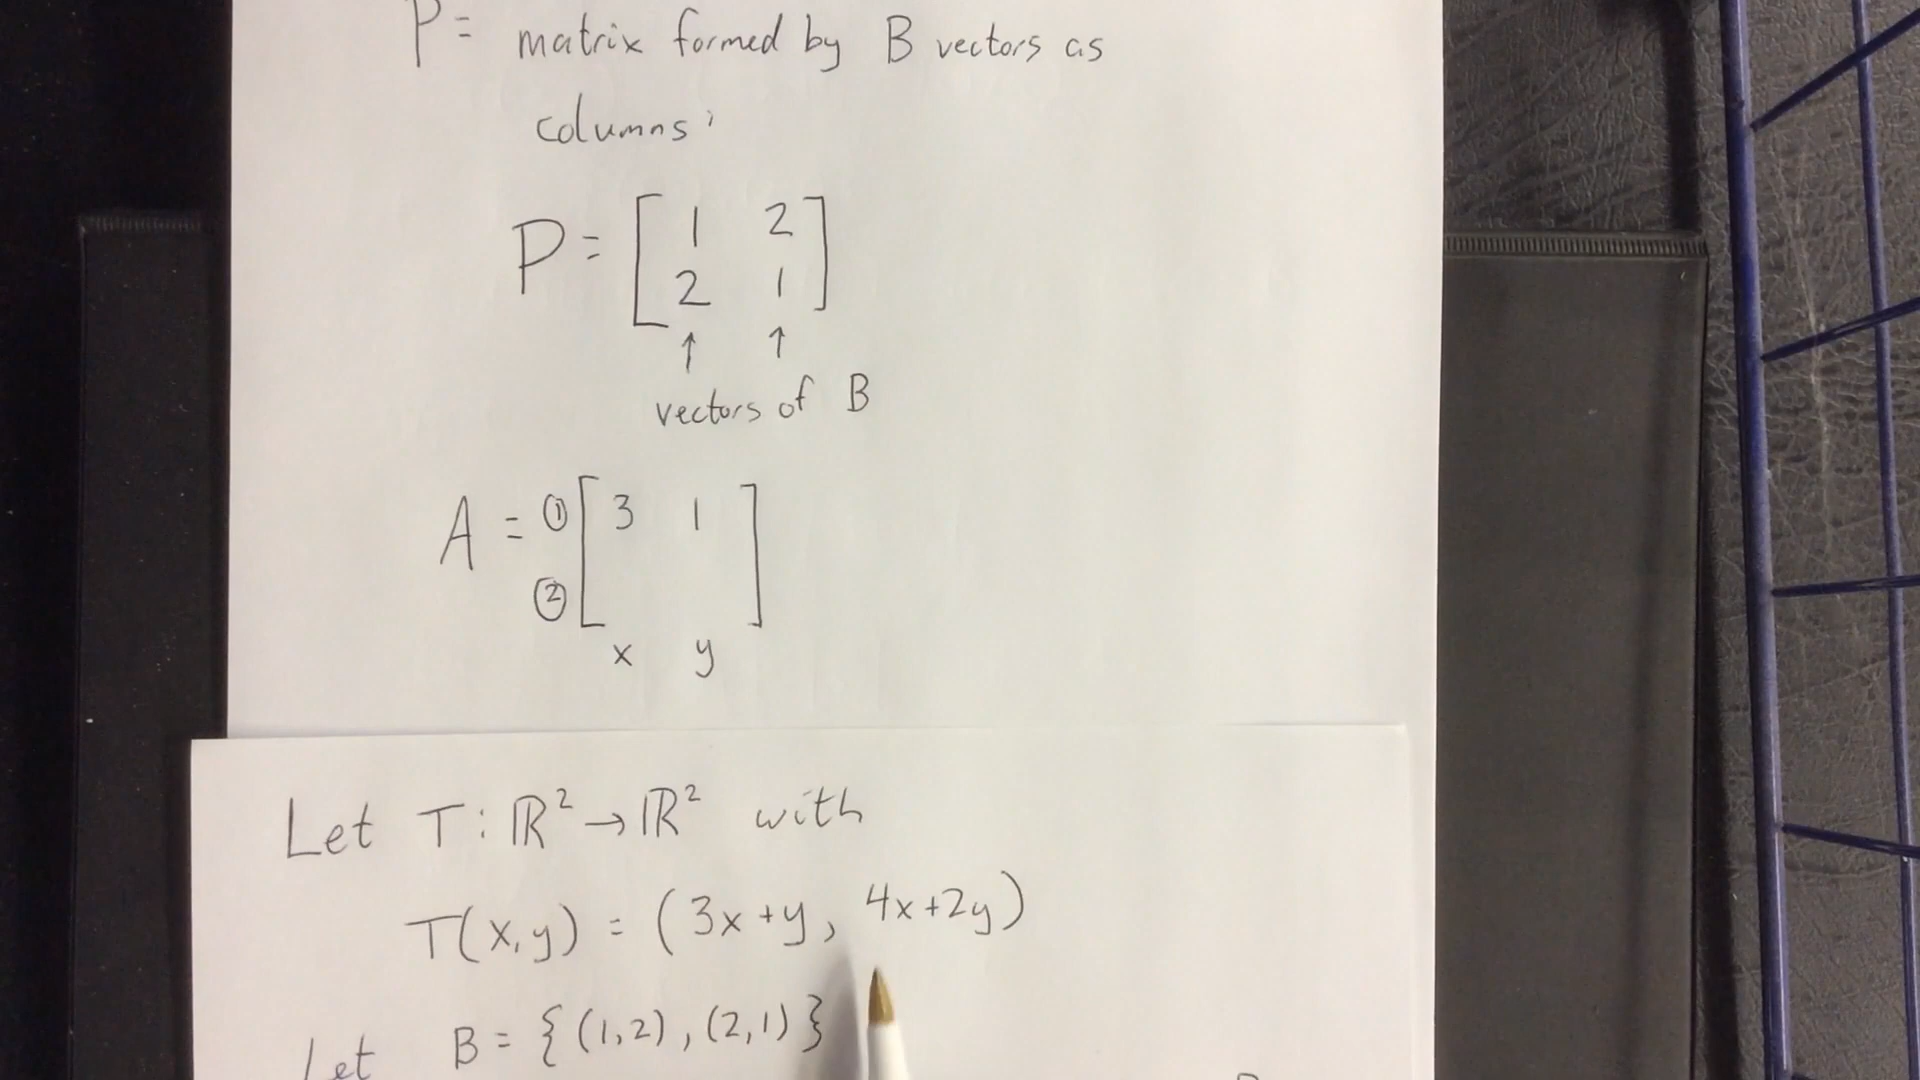 P = matrix formed by B vectors as
columns:
P = [ 1 2
2 1 ]
↑ ↑
vectors of B
A = ① [ 3 1
② ]
x y
Let T : ℝ² → ℝ² with
T(x,y) = (3x+y, 4x+2y)
Let B = {(1,2), (2,1)}